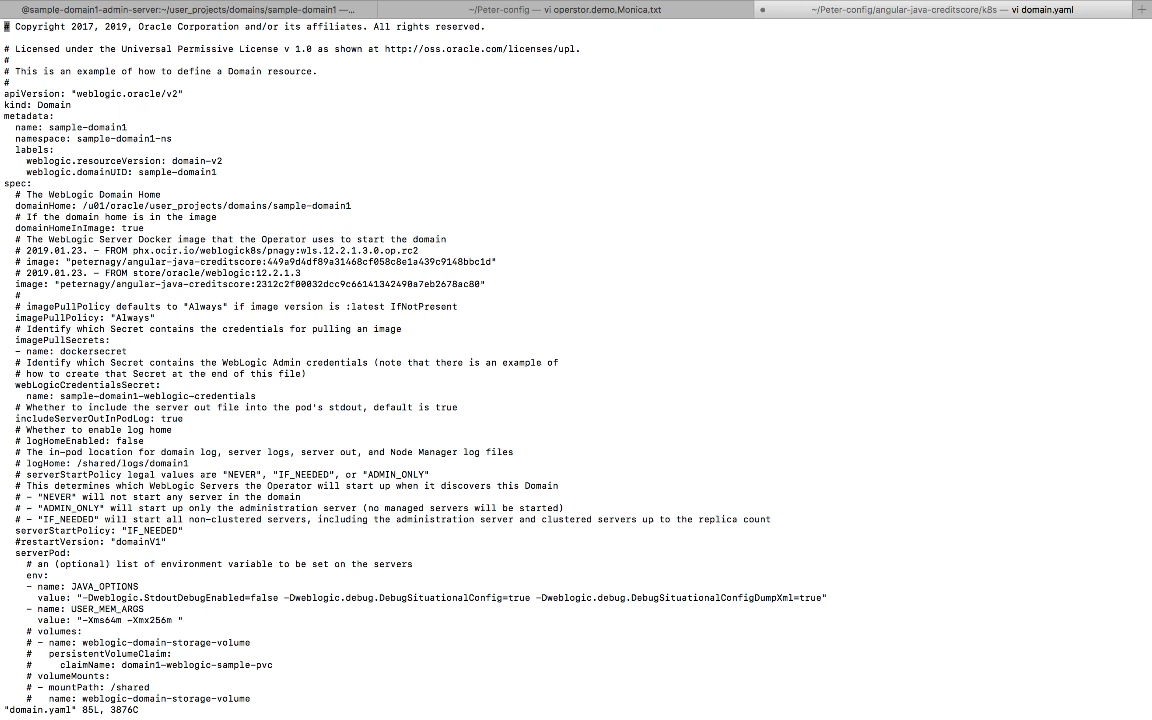 @sample-domain1-admin-server:~/user_projects/domains/sample-domain1 —...
~/Peter-config — vi operstor.demo.Monica.txt
~/Peter-config/angular-java-creditscore/k8s — vi domain.yaml
# Copyright 2017, 2019, Oracle Corporation and/or its affiliates. All rights reserved.
# Licensed under the Universal Permissive License v 1.0 as shown at http://oss.oracle.com/licenses/upl.
#
# This is an example of how to define a Domain resource.
#
apiVersion: "weblogic.oracle/v2"
kind: Domain
metadata:
  name: sample-domain1
  namespace: sample-domain1-ns
  labels:
    weblogic.resourceVersion: domain-v2
    weblogic.domainUID: sample-domain1
spec:
  # The WebLogic Domain Home
  domainHome: /u01/oracle/user_projects/domains/sample-domain1
  # If the domain home is in the image
  domainHomeInImage: true
  # The WebLogic Server Docker image that the Operator uses to start the domain
  # 2019.01.23. - FROM phx.ocir.io/weblogick8s/pnagy:wls.12.2.1.3.0.op.rc2
  # image: "peternagy/angular-java-creditscore:449a9d4df89a31468cf058c8e1a439c9148bbc1d"
  # 2019.01.23. - FROM store/oracle/weblogic:12.2.1.3
  image: "peternagy/angular-java-creditscore:2312c2f00032dcc9c66141342490a7eb2678ac80"
  #
  # imagePullPolicy defaults to "Always" if image version is :latest IfNotPresent
  imagePullPolicy: "Always"
  # Identify which Secret contains the credentials for pulling an image
  imagePullSecrets:
  - name: dockersecret
  # Identify which Secret contains the WebLogic Admin credentials (note that there is an example of
  # how to create that Secret at the end of this file)
  webLogicCredentialsSecret:
    name: sample-domain1-weblogic-credentials
  # Whether to include the server out file into the pod's stdout, default is true
  includeServerOutInPodLog: true
  # Whether to enable log home
  # logHomeEnabled: false
  # The in-pod location for domain log, server logs, server out, and Node Manager log files
  # logHome: /shared/logs/domain1
  # serverStartPolicy legal values are "NEVER", "IF_NEEDED", or "ADMIN_ONLY"
  # This determines which WebLogic Servers the Operator will start up when it discovers this Domain
  # - "NEVER" will not start any server in the domain
  # - "ADMIN_ONLY" will start up only the administration server (no managed servers will be started)
  # - "IF_NEEDED" will start all non-clustered servers, including the administration server and clustered servers up to the replica count
  serverStartPolicy: "IF_NEEDED"
  #restartVersion: "domainV1"
  serverPod:
    # an (optional) list of environment variable to be set on the servers
    env:
    - name: JAVA_OPTIONS
      value: "-Dweblogic.StdoutDebugEnabled=false -Dweblogic.debug.DebugSituationalConfig=true -Dweblogic.debug.DebugSituationalConfigDumpXml=true"
    - name: USER_MEM_ARGS
      value: "-Xms64m -Xmx256m "
    # volumes:
    # - name: weblogic-domain-storage-volume
    #   persistentVolumeClaim:
    #     claimName: domain1-weblogic-sample-pvc
    # volumeMounts:
    # - mountPath: /shared
    #   name: weblogic-domain-storage-volume
"domain.yaml" 85L, 3876C